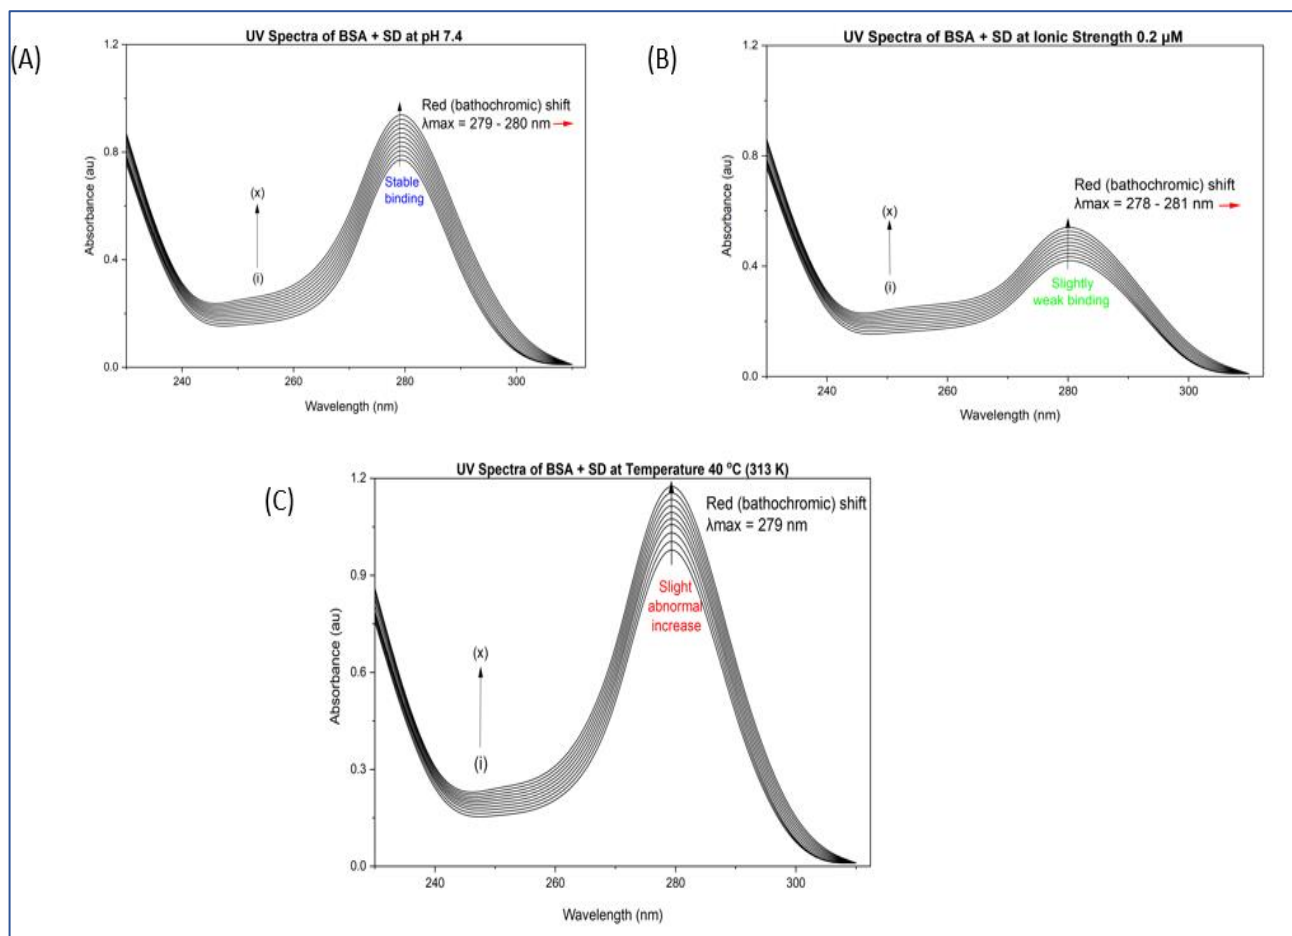 (A)
UV Spectra of BSA + SD at pH 7.4
1.2
0.8
0.4
0.0
Absorbance (au)
Red (bathochromic) shift
λmax = 279 - 280 nm
Stable
binding
(x)
(i)
240
260
280
300
Wavelength (nm)
(B)
UV Spectra of BSA + SD at Ionic Strength 0.2 µM
1.2
0.8
0.4
0.0
Absorbance (au)
Red (bathochromic) shift
λmax = 278 - 281 nm
Slightly
weak binding
(x)
(i)
240
260
280
300
Wavelength (nm)
(C)
UV Spectra of BSA + SD at Temperature 40 °C (313 K)
1.2
0.9
0.6
0.3
0.0
Absorbance (au)
Red (bathochromic) shift
λmax = 279 nm
Slight
abnormal
increase
(x)
(i)
240
260
280
300
Wavelength (nm)